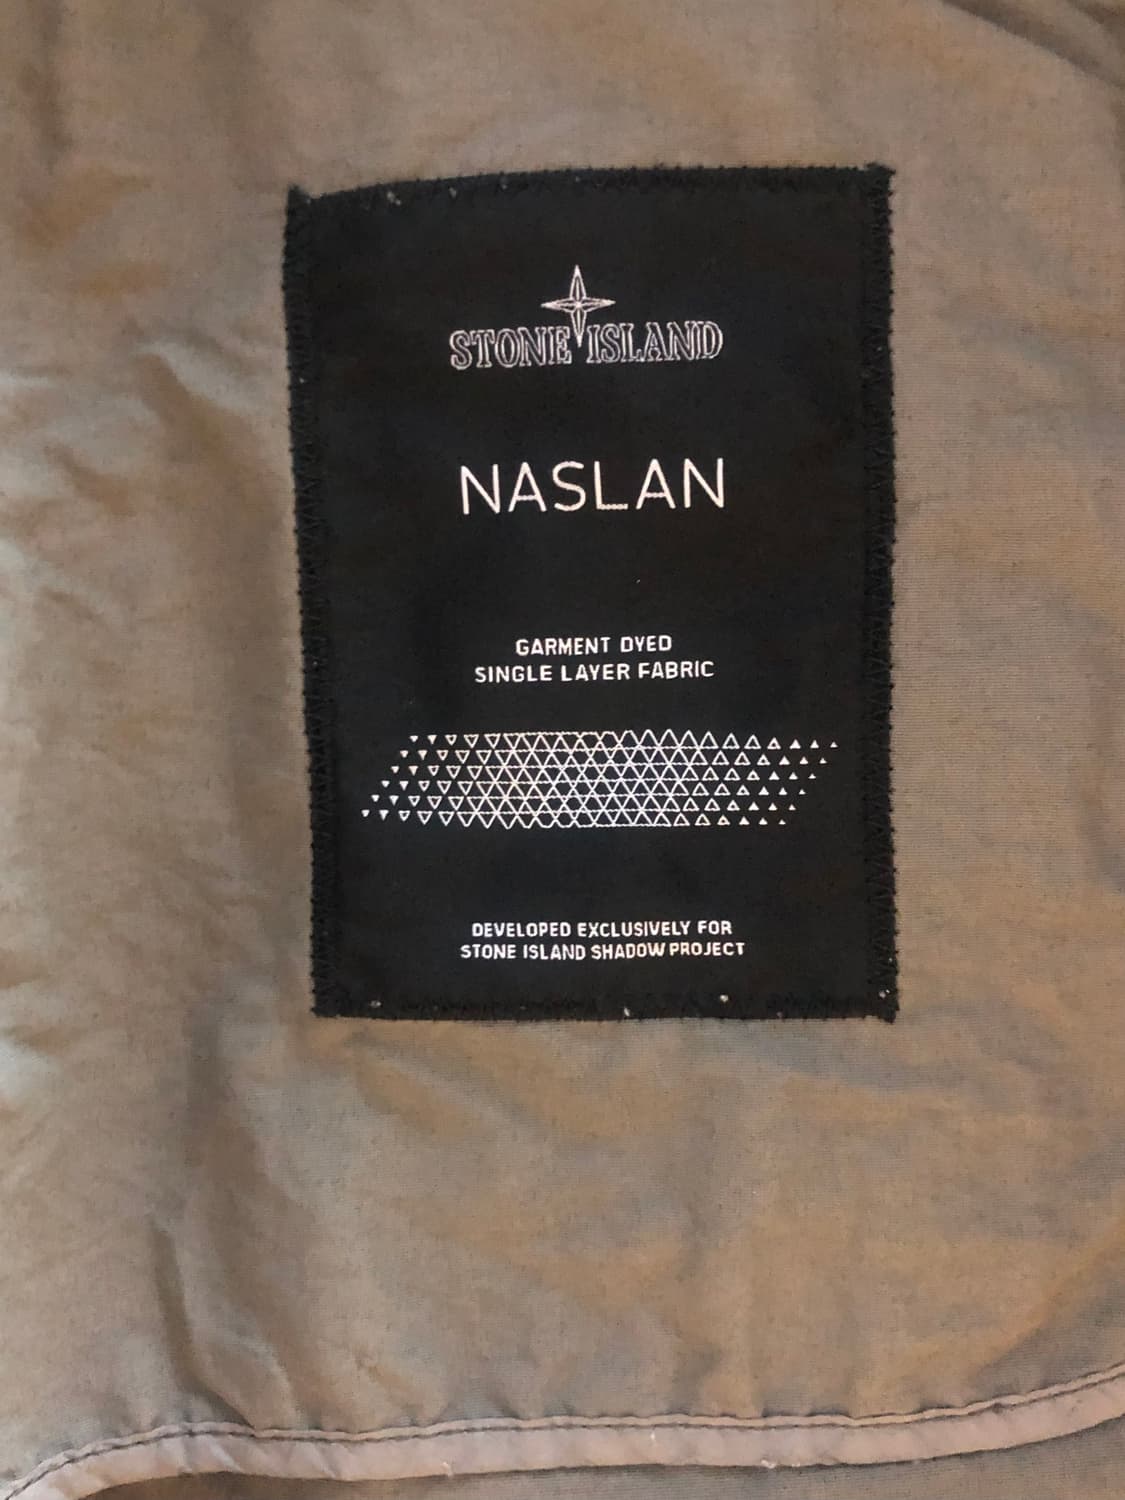 STONE ISLAND
NASLAN
GARMENT DYED
SINGLE LAYER FABRIC
DEVELOPED EXCLUSIVELY FOR
STONE ISLAND SHADOW PROJECT